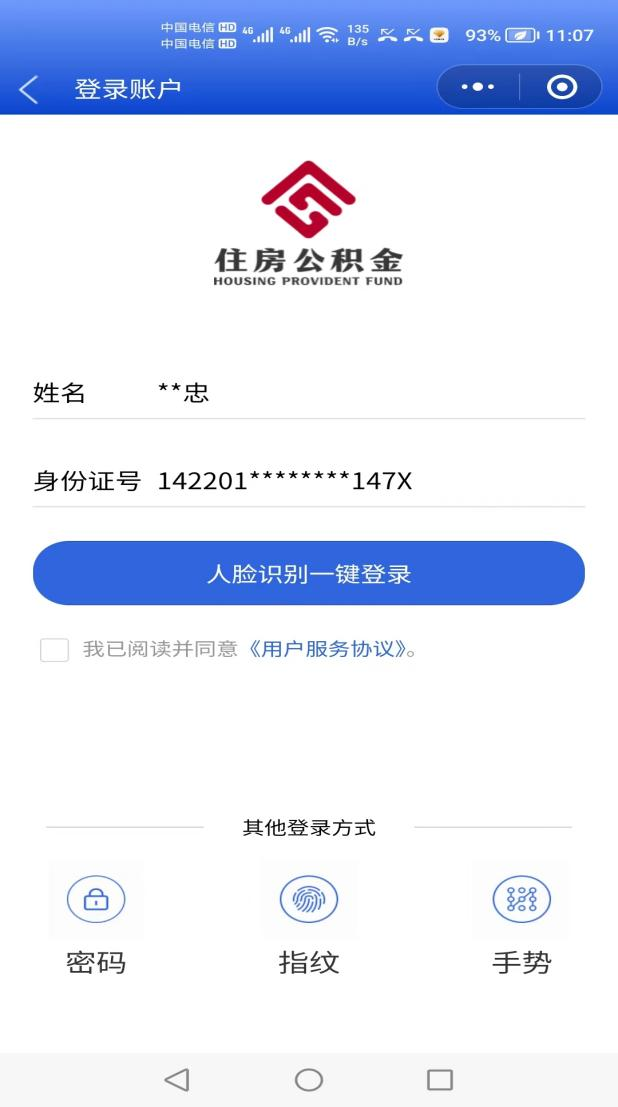 中国电信 HD 4G 4G 135 B/s 93% 11:07
中国电信 HD
登录账户
住房公积金
HOUSING PROVIDENT FUND
姓名 **忠
身份证号 142201********147X
人脸识别一键登录
我已阅读并同意《用户服务协议》。
其他登录方式
密码 指纹 手势